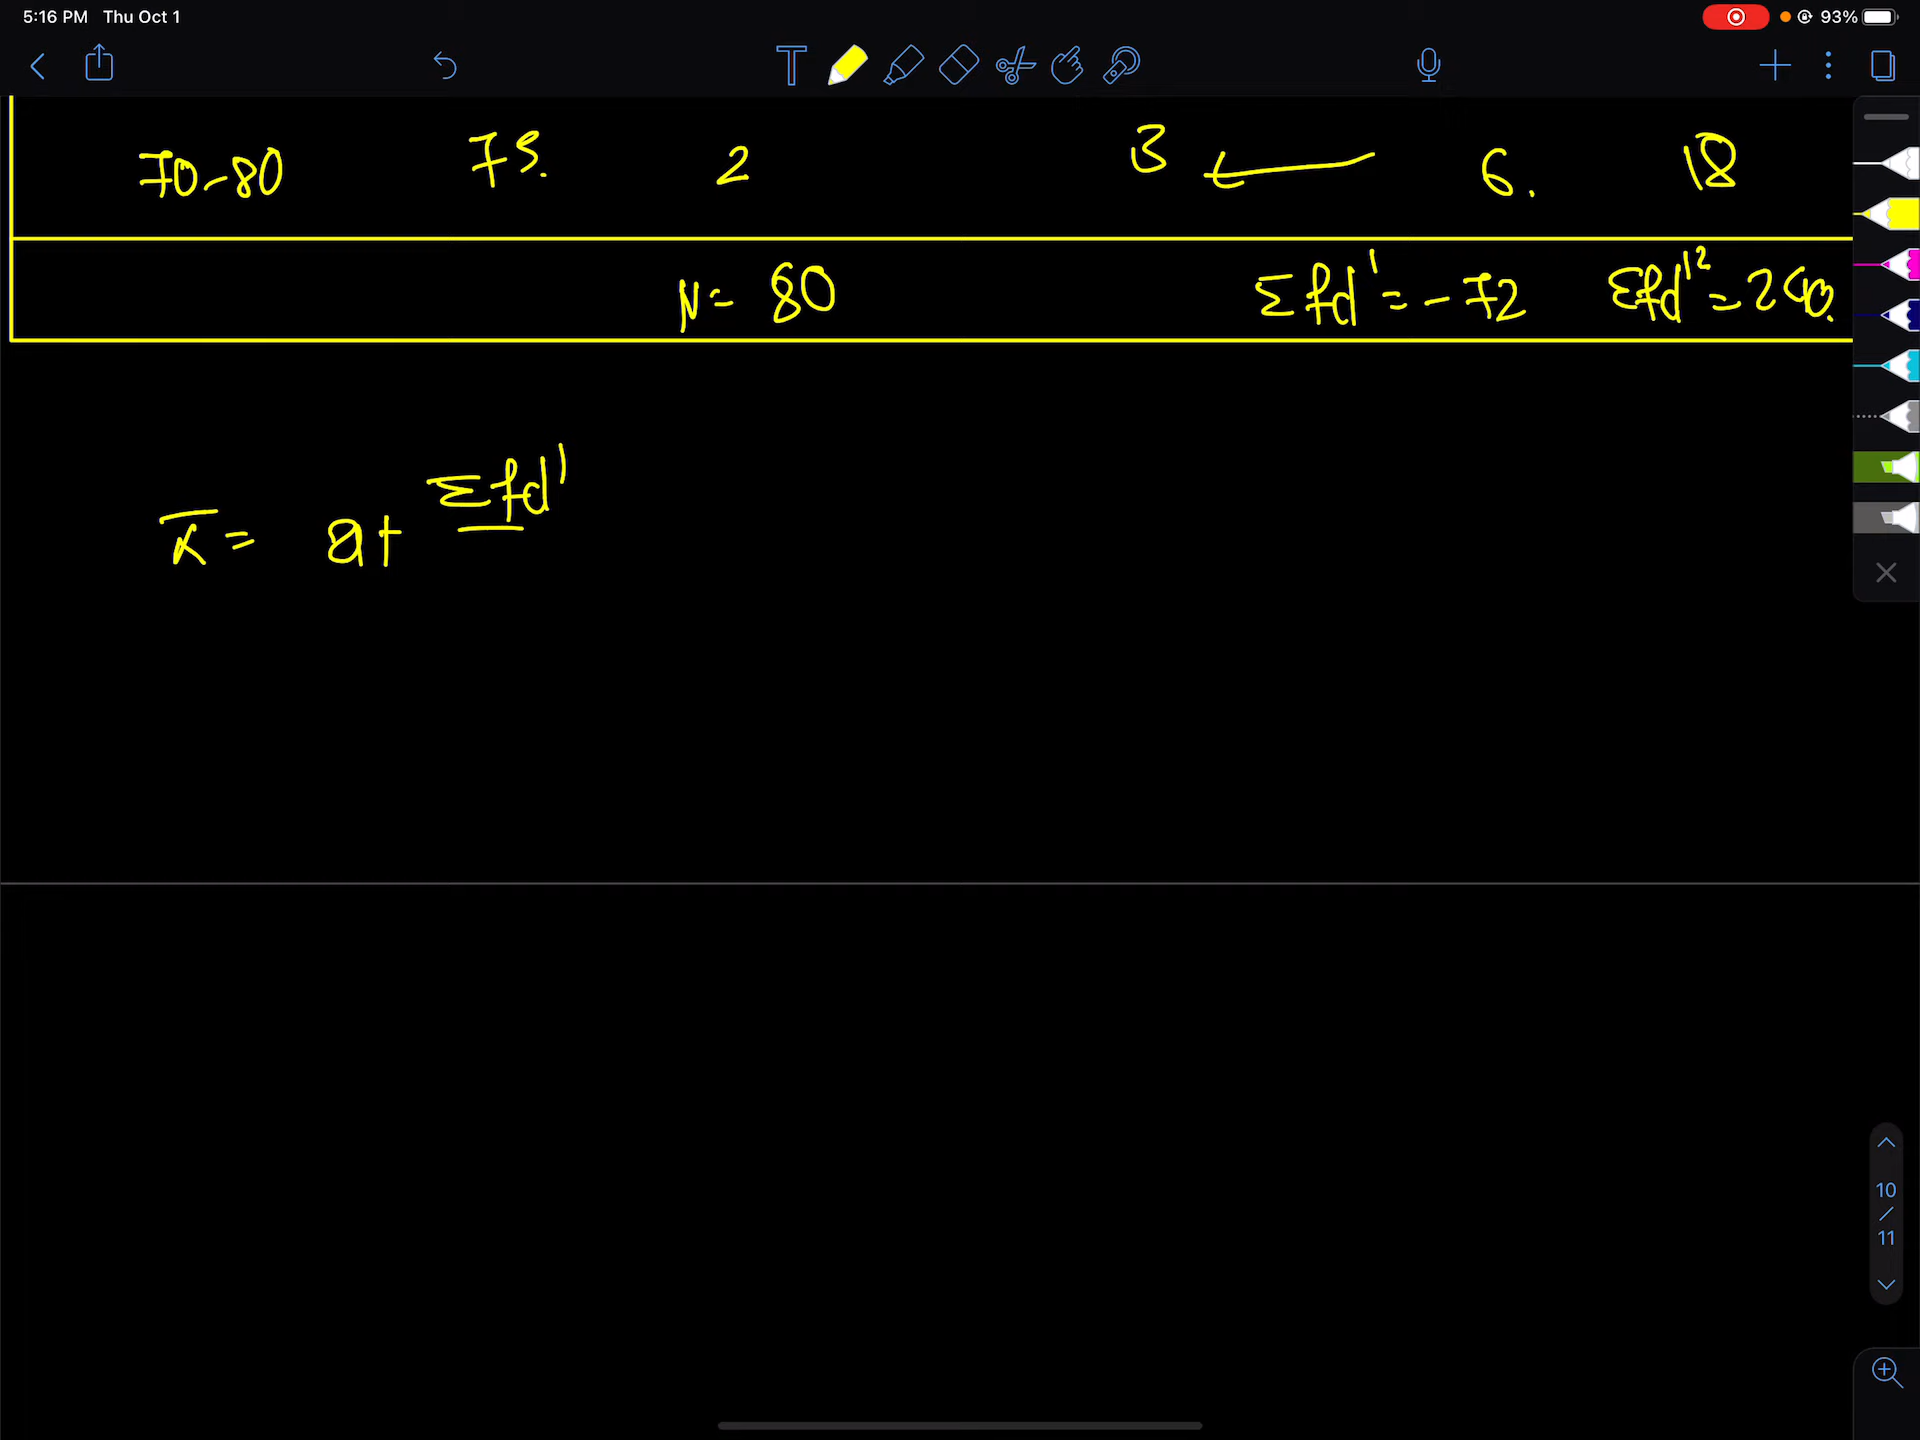 5:16 PM Thu Oct 1 93%
70-80 75. 2 3 6. 18
N= 80 Σfd' = -72 Σfd'² = 240.
x̄ = a+ Σfd'
10
/
11